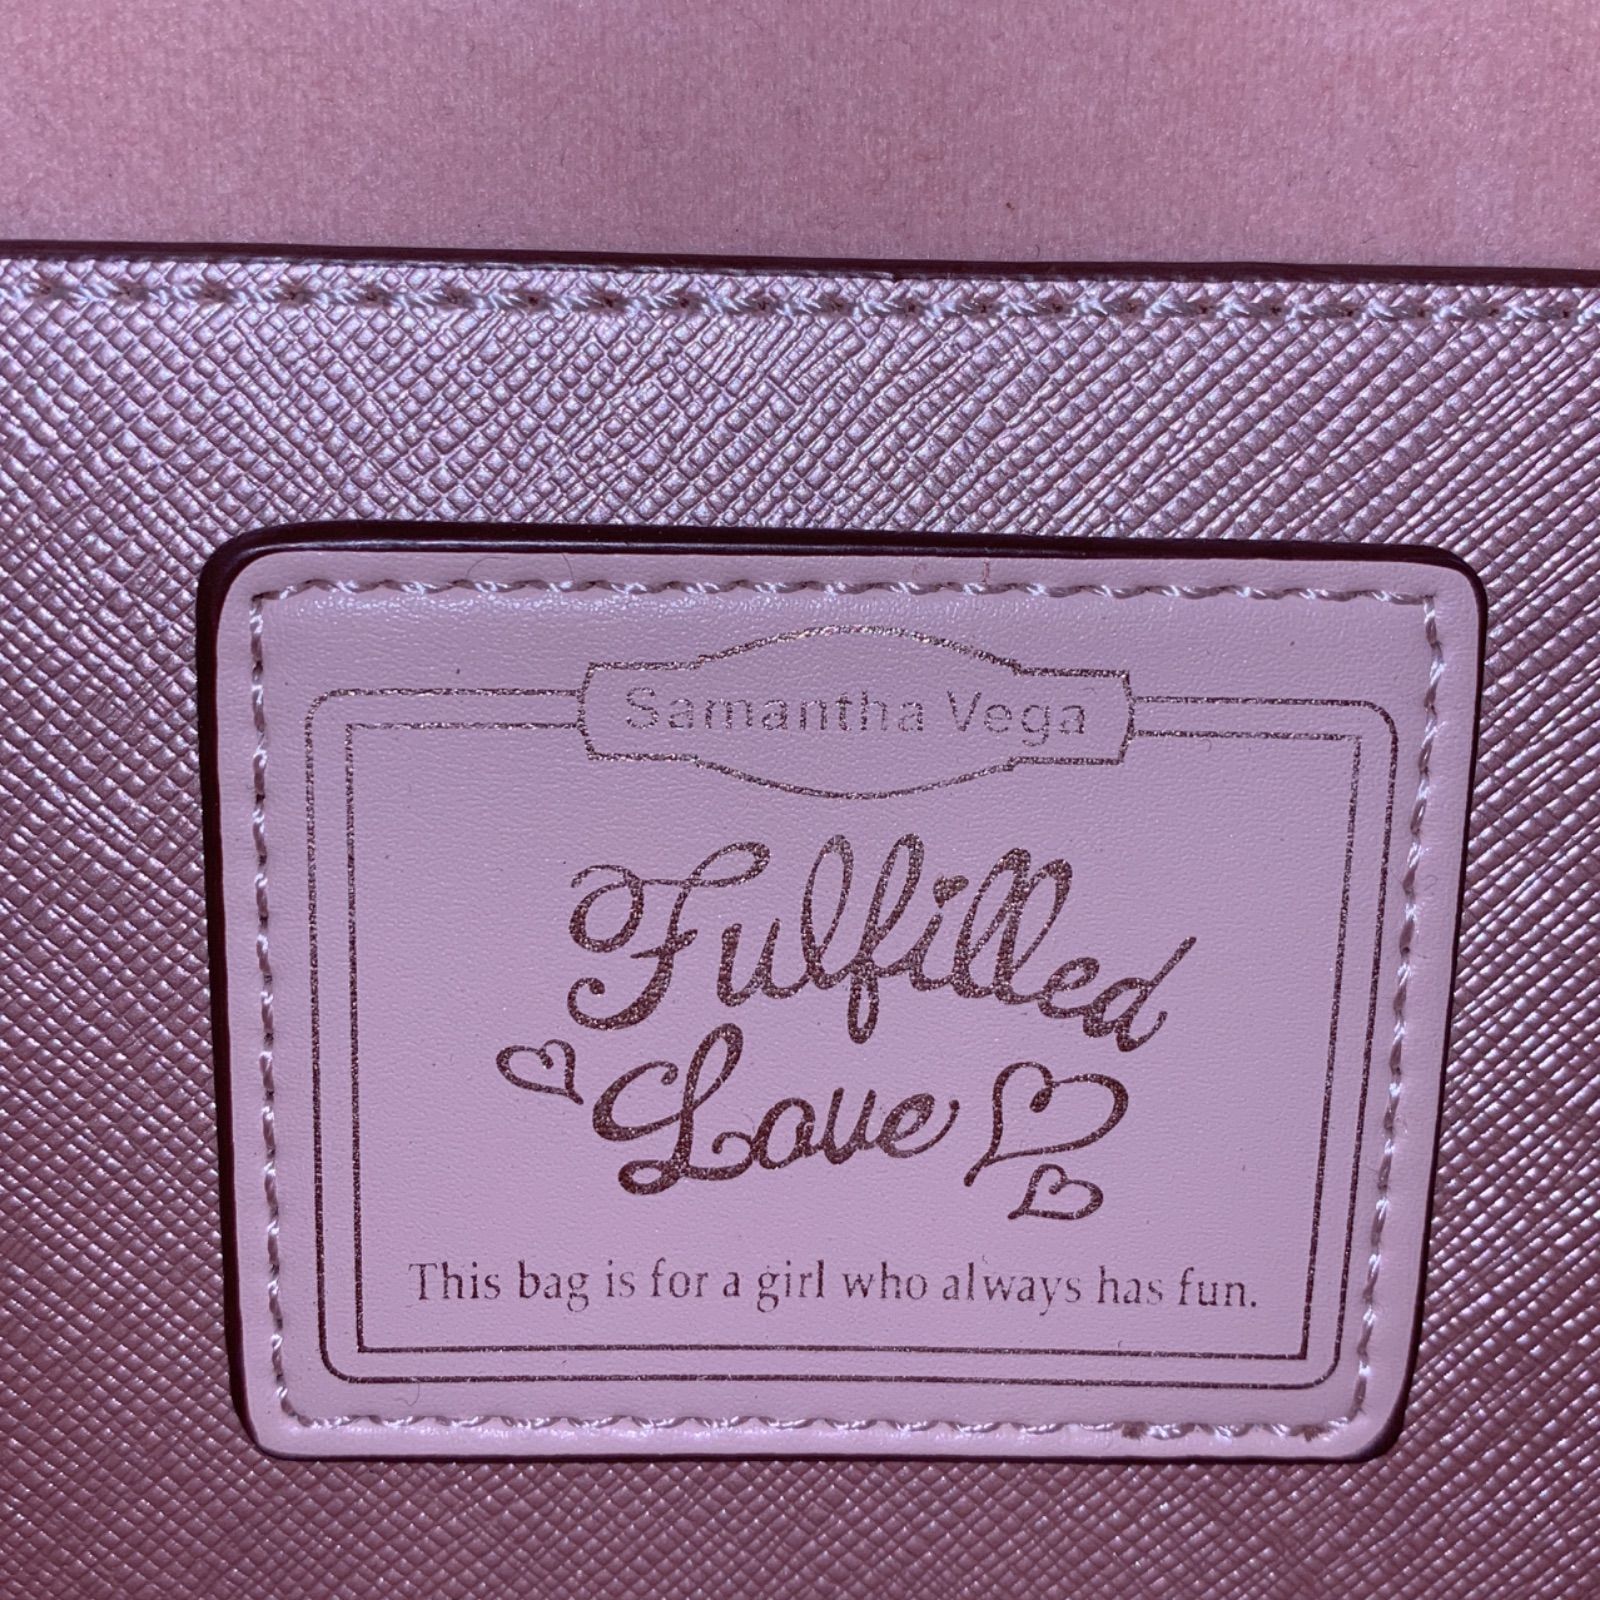 Samantha Vega
Fulfilled
Love
This bag is for a girl who always has fun.